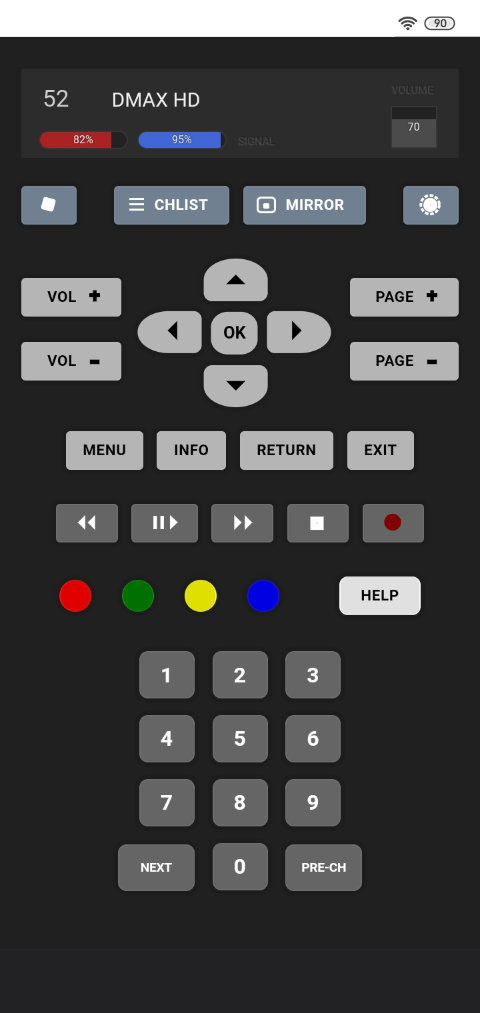 90
52 DMAX HD VOLUME
70
82% 95% SIGNAL
CHLIST MIRROR
VOL + PAGE +
OK
VOL - PAGE -
MENU INFO RETURN EXIT
HELP
1 2 3
4 5 6
7 8 9
NEXT 0 PRE-CH